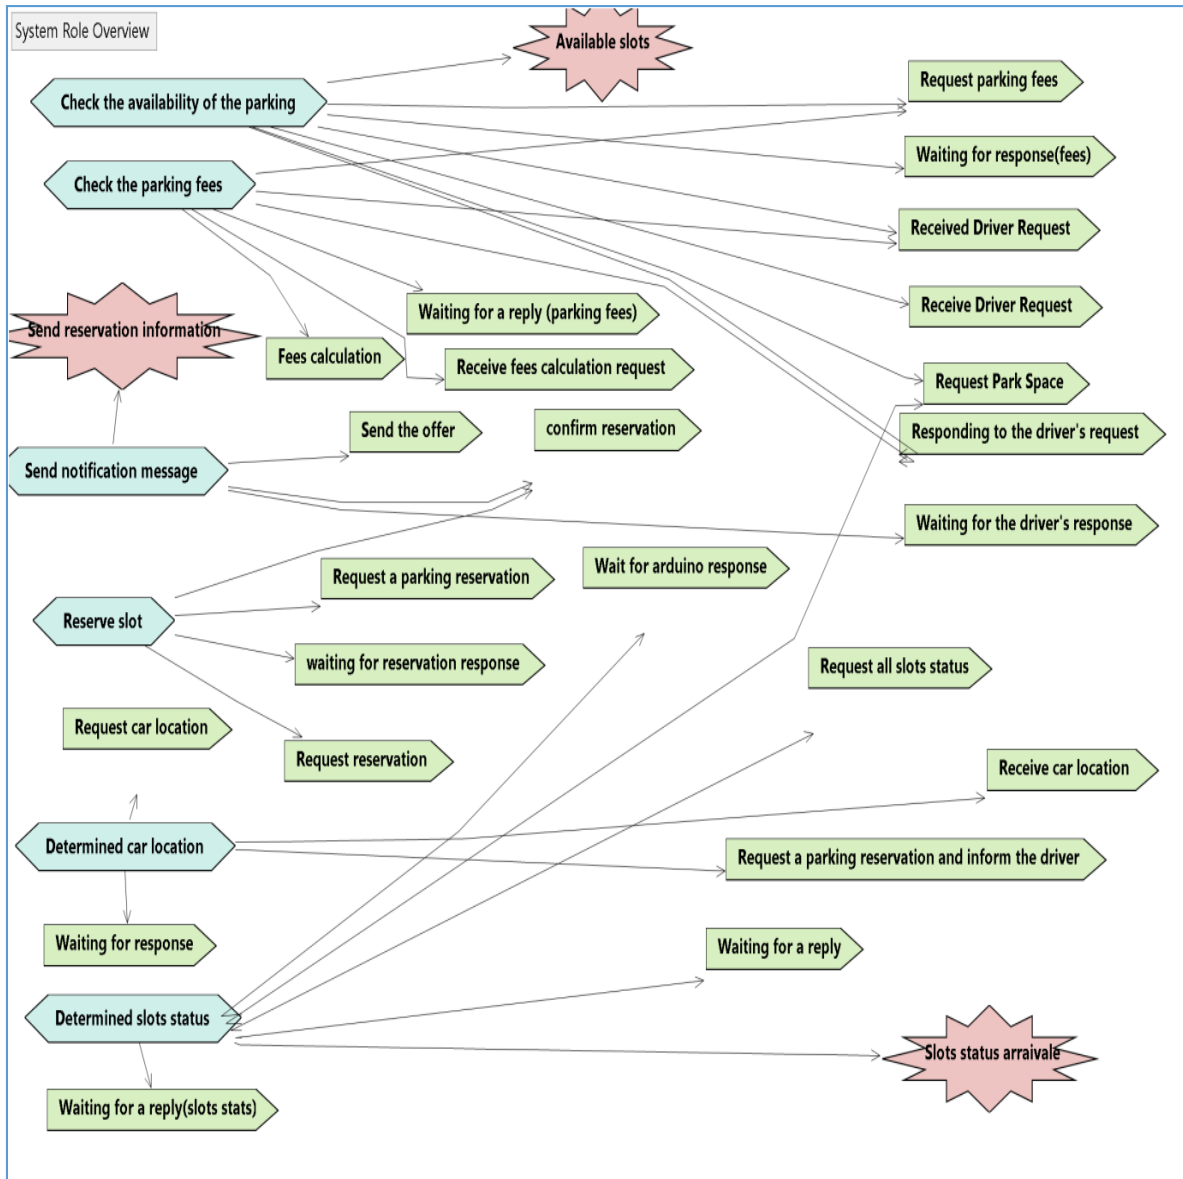 System Role Overview
Available slots
Check the availability of the parking
Request parking fees
Waiting for response(fees)
Check the parking fees
Received Driver Request
Receive Driver Request
Waiting for a reply (parking fees)
Send reservation information
Fees calculation
Receive fees calculation request
Request Park Space
Send the offer
confirm reservation
Responding to the driver's request
Send notification message
Waiting for the driver's response
Request a parking reservation
Wait for arduino response
Reserve slot
waiting for reservation response
Request all slots status
Request car location
Request reservation
Receive car location
Determined car location
Request a parking reservation and inform the driver
Waiting for response
Waiting for a reply
Determined slots status
Slots status arraivale
Waiting for a reply(slots stats)